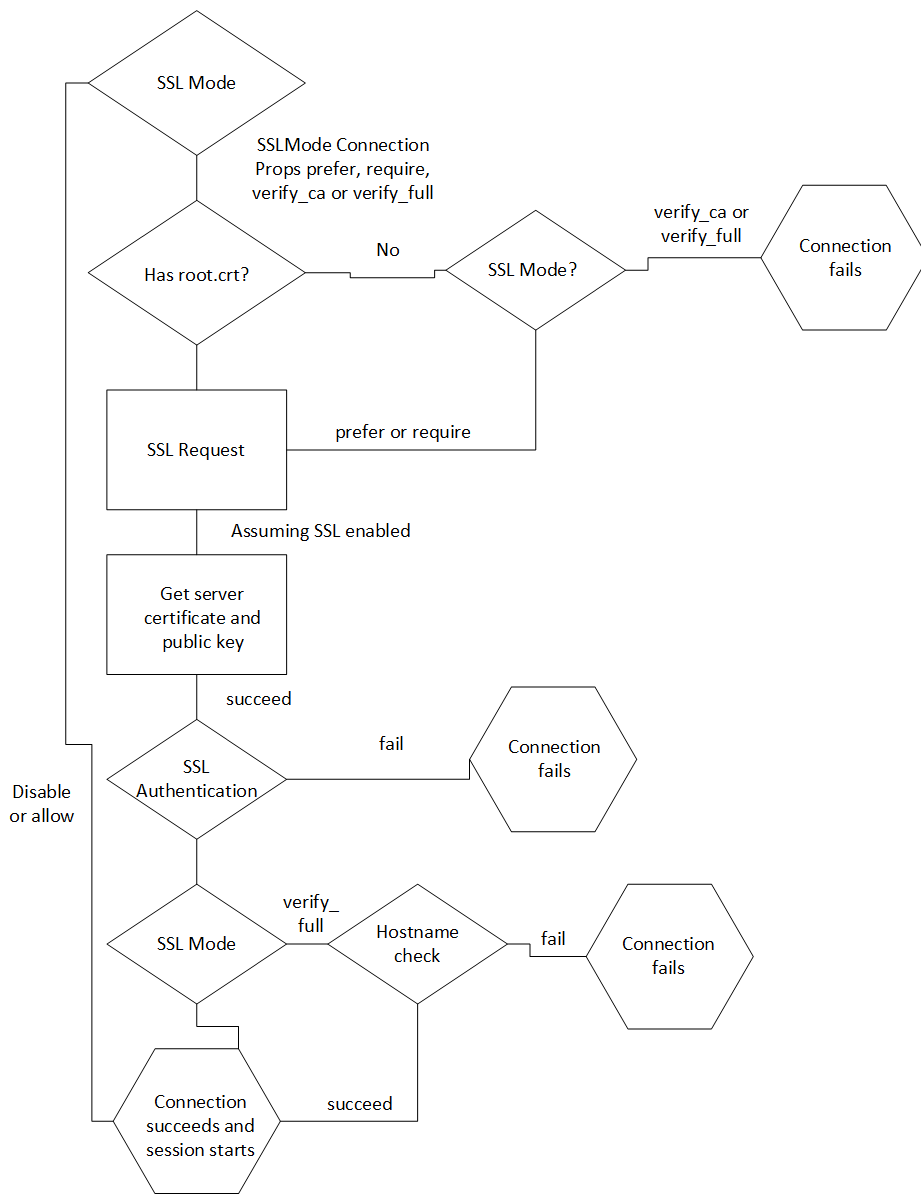 SSL Mode
SSLMode Connection
Props prefer, require,
verify_ca or verify_full
Has root.crt?
No
SSL Mode?
verify_ca or
verify_full
Connection
fails
SSL Request
prefer or require
Assuming SSL enabled
Get server
certificate and
public key
succeed
SSL
Authentication
fail
Connection
fails
Disable
or allow
SSL Mode
verify_
full
Hostname
check
fail
Connection
fails
Connection
succeeds and
session starts
succeed